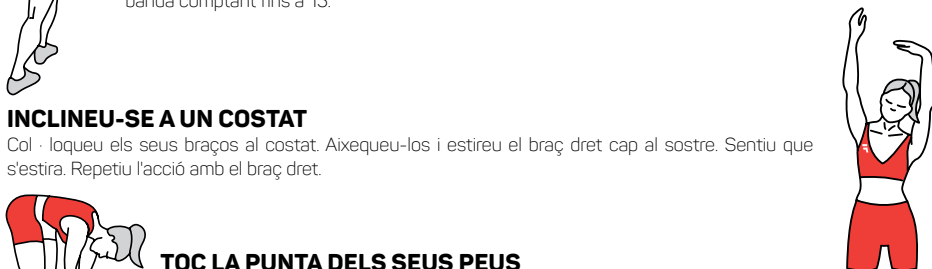 banda comptant fins a 15.
INCLINEU-SE A UN COSTAT
Col · loqueu els seus braços al costat. Aixequeu-los i estireu el braç dret cap al sostre. Sentiu que
s'estira. Repetiu l'acció amb el braç dret.
TOC LA PUNTA DELS SEUS PEUS